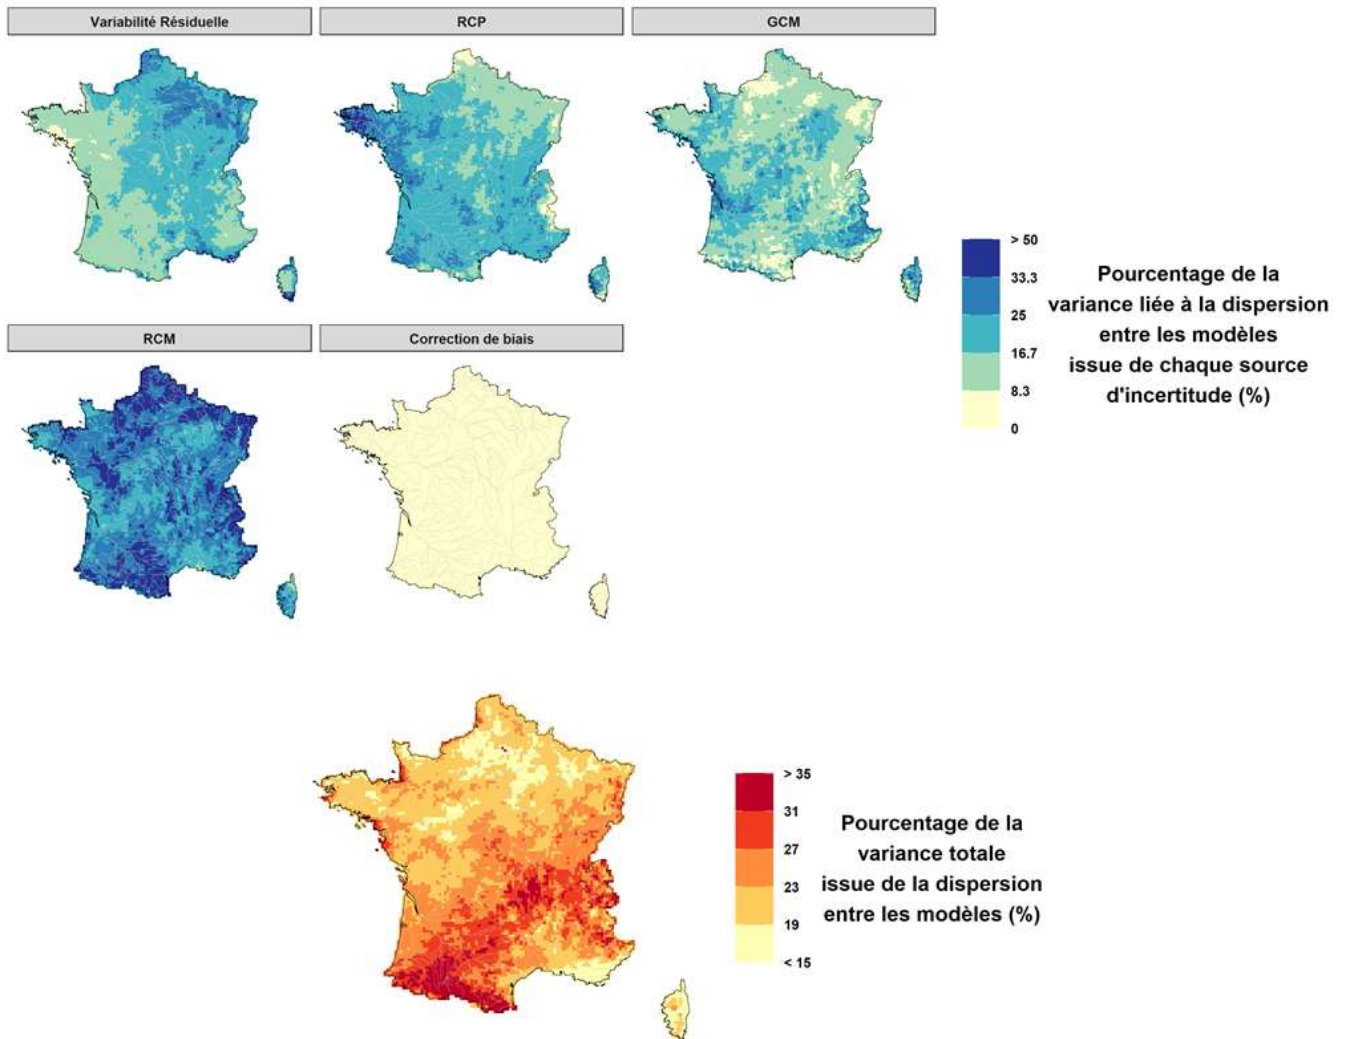 Variabilité Résiduelle
RCP
GCM
> 50
33.3
25
16.7
8.3
0
Pourcentage de la
variance liée à la dispersion
entre les modèles
issue de chaque source
d'incertitude (%)
RCM
Correction de biais
> 35
31
27
23
19
< 15
Pourcentage de la
variance totale
issue de la dispersion
entre les modèles (%)